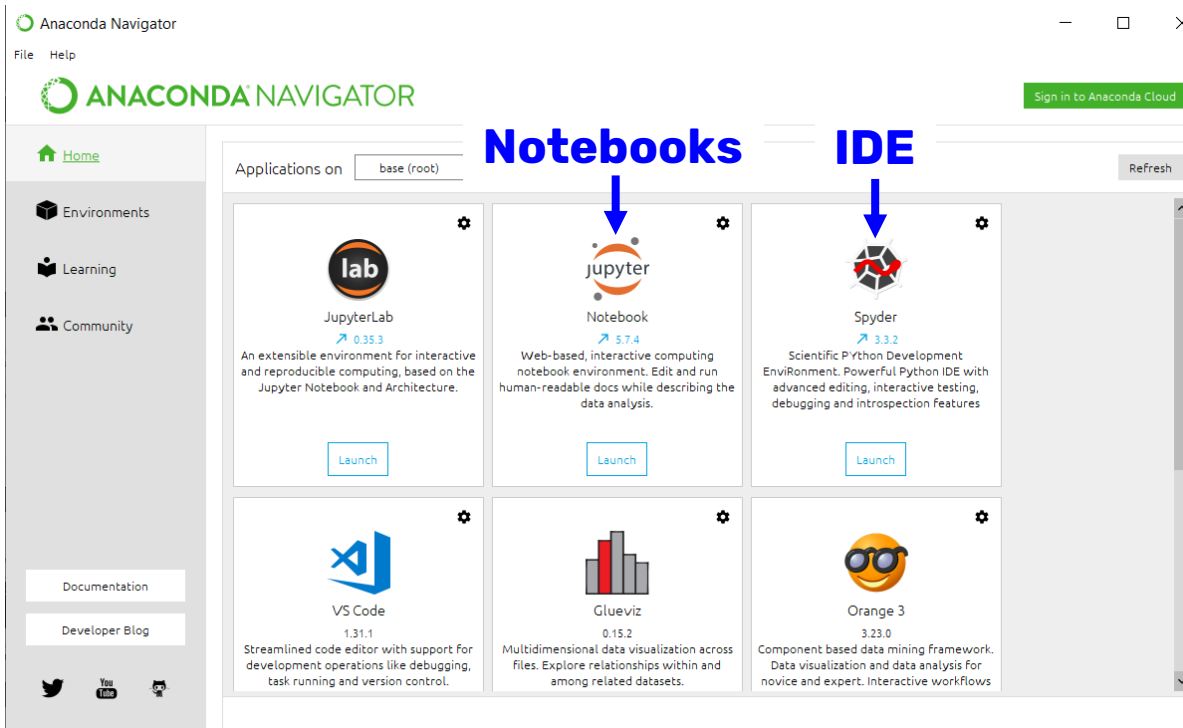 Anaconda Navigator
File Help
ANACONDA NAVIGATOR
Sign in to Anaconda Cloud
Home
Environments
Learning
Community
Documentation
Developer Blog
You
Tube
Notebooks
IDE
Applications on base (root)
Refresh
lab
JupyterLab
0.35.3
An extensible environment for interactive
and reproducible computing, based on the
Jupyter Notebook and Architecture.
Launch
jupyter
Notebook
5.7.4
Web-based, interactive computing
notebook environment. Edit and run
human-readable docs while describing the
data analysis.
Launch
Spyder
3.3.2
Scientific PYthon Development
EnviRonment. Powerful Python IDE with
advanced editing, interactive testing,
debugging and introspection features
Launch
VS Code
1.31.1
Streamlined code editor with support for
development operations like debugging,
task running and version control.
Glueviz
0.15.2
Multidimensional data visualization across
files. Explore relationships within and
among related datasets.
Orange 3
3.23.0
Component based data mining framework.
Data visualization and data analysis for
novice and expert. Interactive workflows